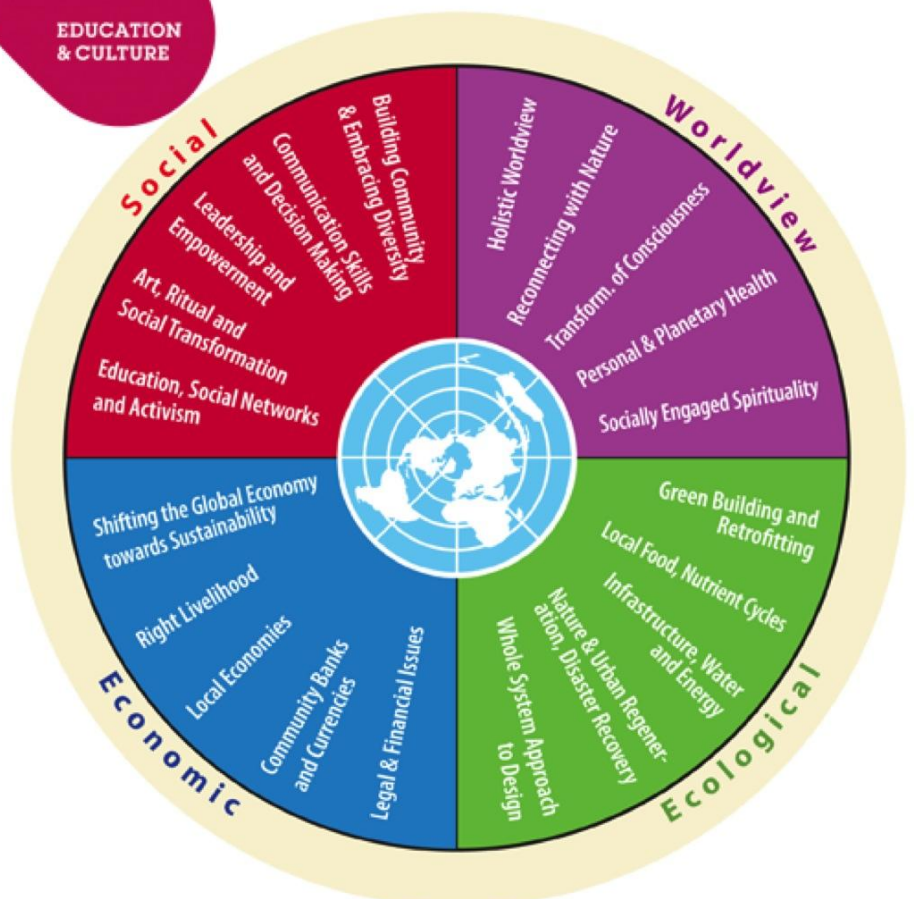 EDUCATION
& CULTURE
Social
Building Community
& Embracing Diversity
Communication Skills
and Decision Making
Leadership and
Empowerment
Art, Ritual and
Social Transformation
Education, Social Networks
and Activism
Worldview
Holistic Worldview
Reconnecting with Nature
Transform. of Consciousness
Personal & Planetary Health
Socially Engaged Spirituality
Economic
Shifting the Global Economy
towards Sustainability
Right Livelihood
Local Economies
Community Banks
and Currencies
Legal & Financial Issues
Ecological
Green Building and
Retrofitting
Local Food, Nutrient Cycles
Infrastructure, Water
and Energy
Nature & Urban Regener-
ation, Disaster Recovery
Whole System Approach
to Design